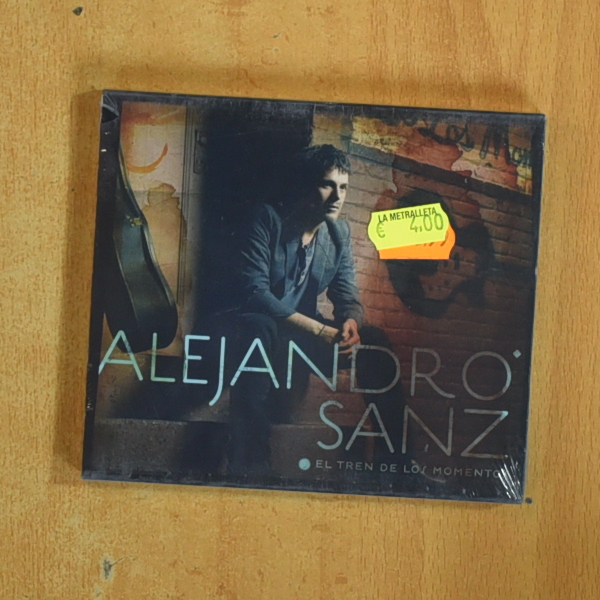 LA METRALLETA
€ 4,00
ALEJANDRO
SANZ
EL TREN DE LOS MOMENTOS